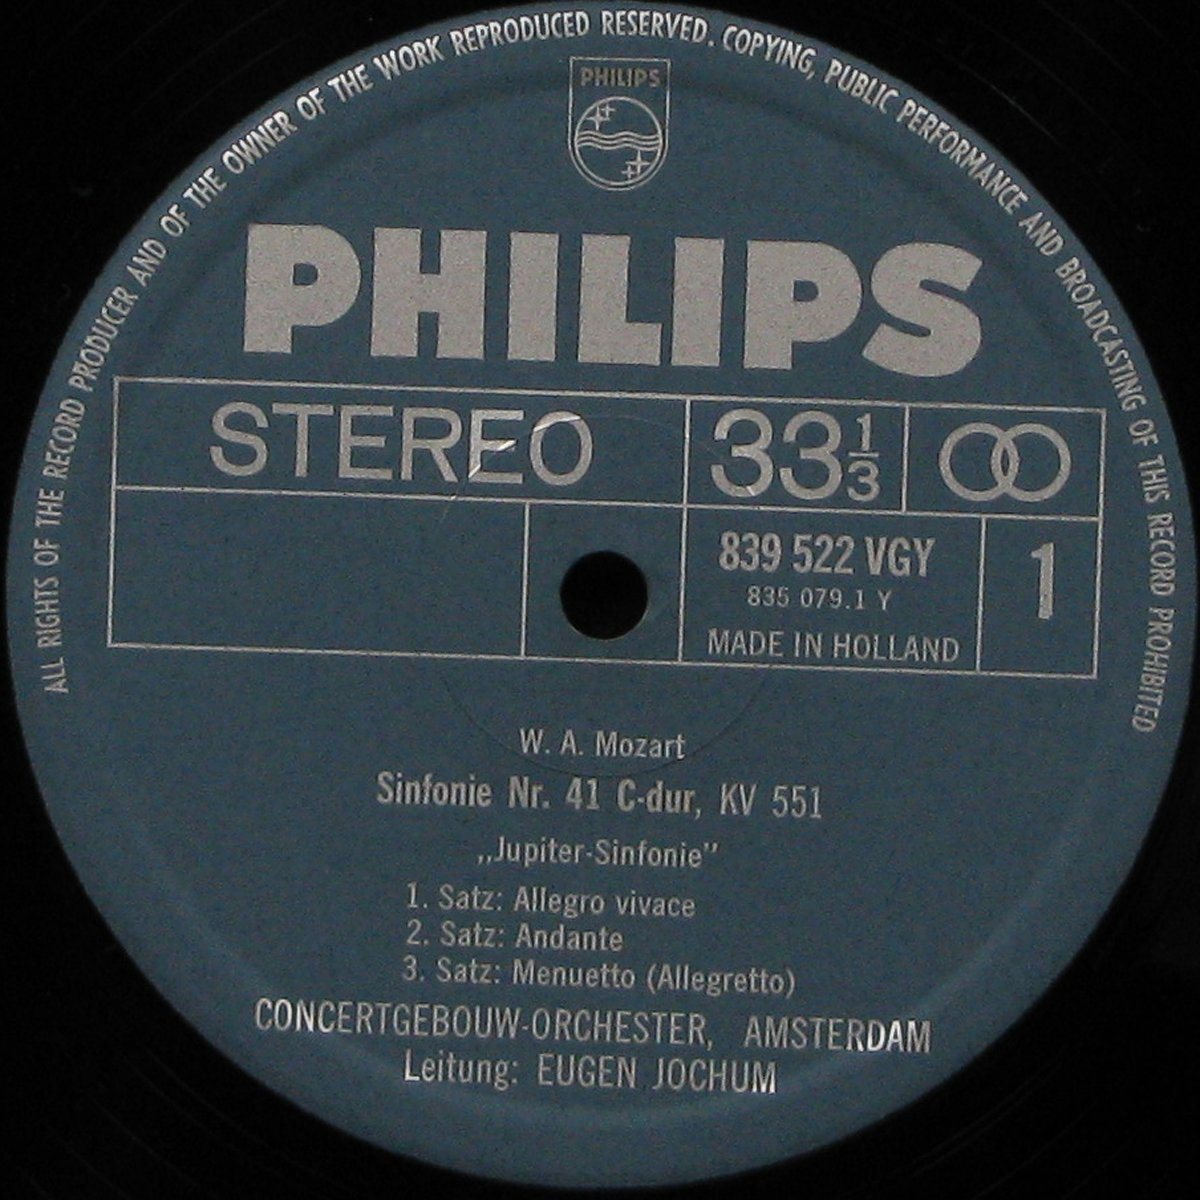 ALL RIGHTS OF THE RECORD PRODUCER AND OF THE OWNER OF THE WORK REPRODUCED RESERVED. COPYING, PUBLIC PERFORMANCE AND BROADCASTING OF THIS RECORD PROHIBITED
PHILIPS
PHILIPS
STEREO 33 1/3
839 522 VGY
835 079.1 Y
MADE IN HOLLAND
1
W. A. Mozart
Sinfonie Nr. 41 C-dur, KV 551
„Jupiter-Sinfonie”
1. Satz: Allegro vivace
2. Satz: Andante
3. Satz: Menuetto (Allegretto)
CONCERTGEBOUW-ORCHESTER, AMSTERDAM
Leitung: EUGEN JOCHUM